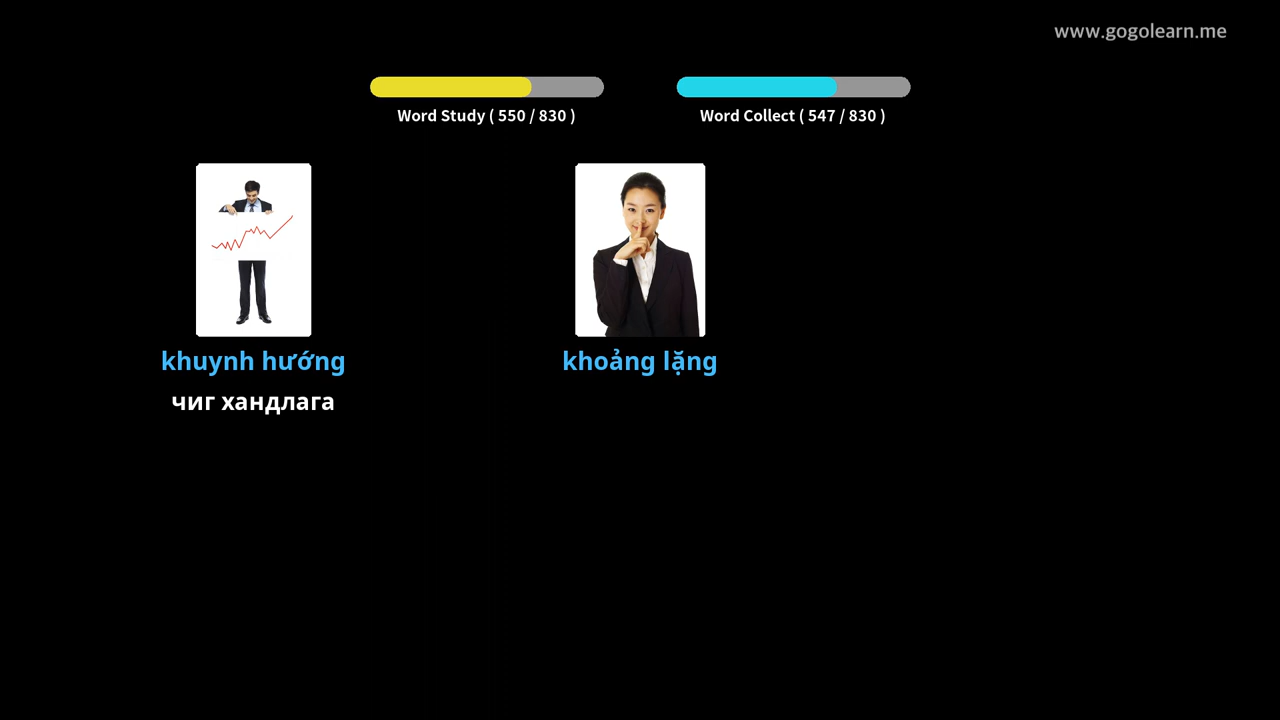 www.gogolearn.me
Word Study ( 550 / 830 )
Word Collect ( 547 / 830 )
khuynh hướng
khoảng lặng
чиг хандлага